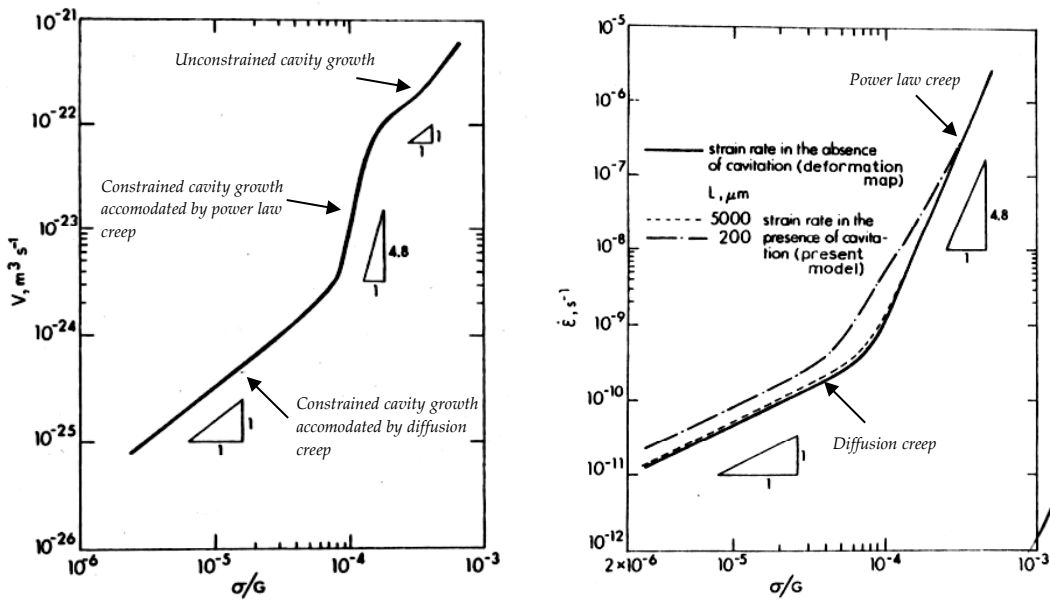 10⁻²¹
10⁻²²
10⁻²³
10⁻²⁴
10⁻²⁵
10⁻²⁶
V, m³ s⁻¹
Unconstrained cavity growth
1
1
Constrained cavity growth
accomodated by power law
creep
4.8
1
Constrained cavity growth
accomodated by diffusion
creep
1
1
10⁻⁶
10⁻⁵
10⁻⁴
10⁻³
σ/G
10⁻⁵
10⁻⁶
10⁻⁷
10⁻⁸
10⁻⁹
10⁻¹⁰
10⁻¹¹
10⁻¹²
ε̇, s⁻¹
Power law creep
strain rate in the absence
of cavitation (deformation
map)
L, μm
5000 strain rate in the
200 presence of cavita-
tion (present
model)
4.8
1
Diffusion creep
1
1
2×10⁻⁶
10⁻⁵
10⁻⁴
10⁻³
σ/G